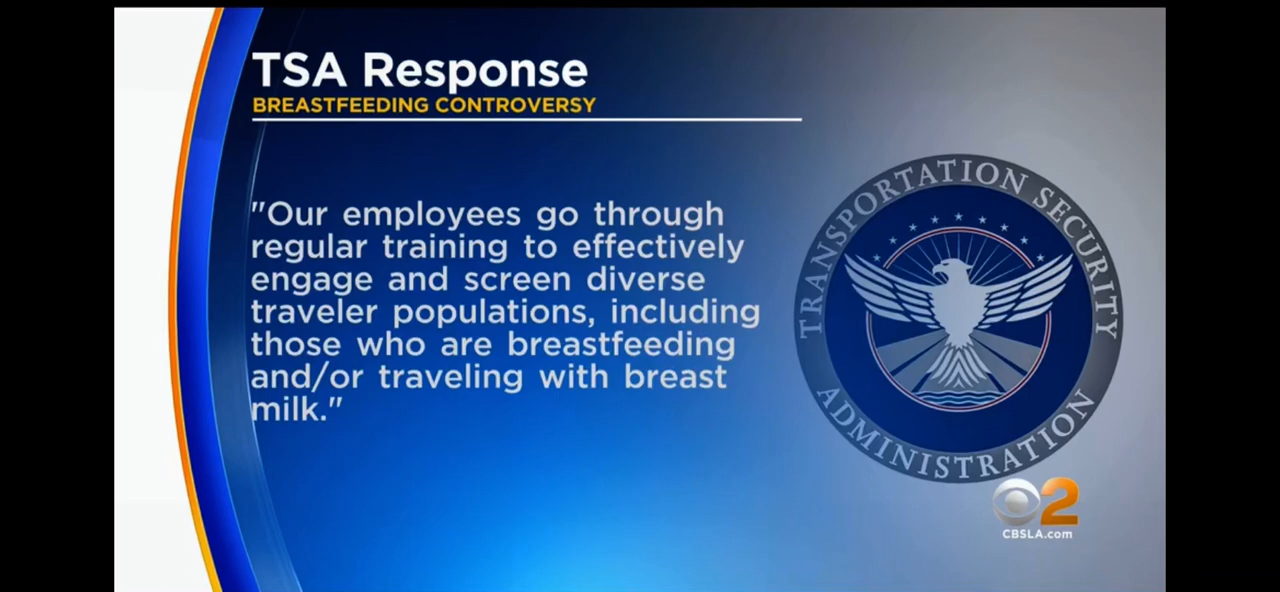 TSA Response
BREASTFEEDING CONTROVERSY
"Our employees go through
regular training to effectively
engage and screen diverse
traveler populations, including
those who are breastfeeding
and/or traveling with breast
milk."
TRANSPORTATION SECURITY
ADMINISTRATION
2
CBSLA.com